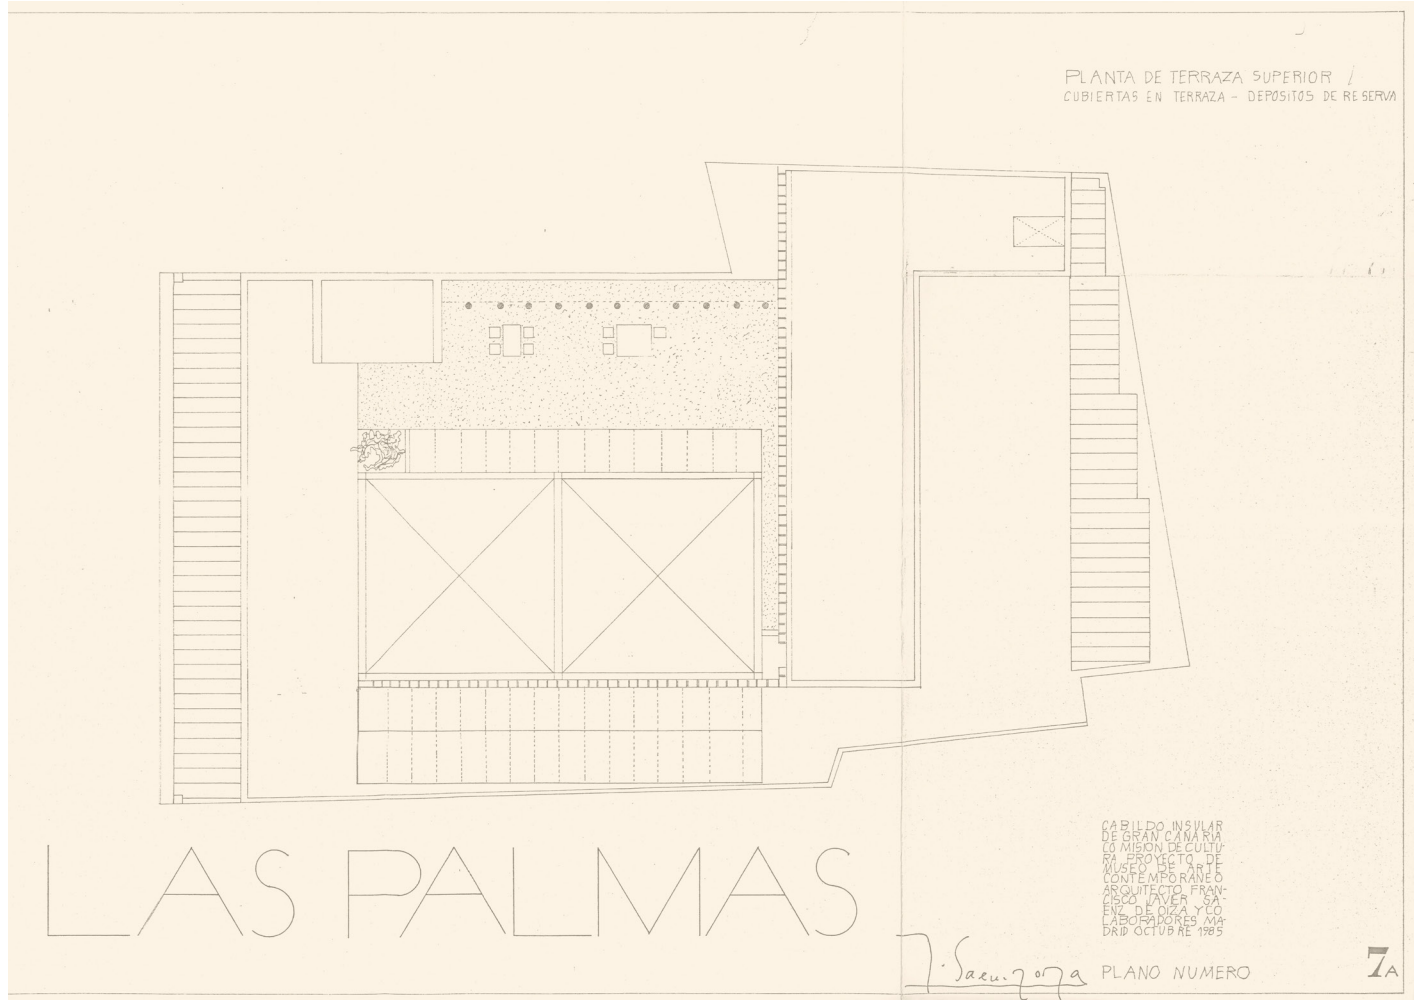 PLANTA DE TERRAZA SUPERIOR
CUBIERTAS EN TERRAZA - DEPOSITOS DE RESERVA
LAS PALMAS
CABILDO INSULAR
DE GRAN CANARIA
COMISION DE CULTU-
RA PROYECTO DE
MUSEO DE ARTE
CONTEMPORANEO
ARQUITECTO FRAN-
CISCO JAVIER SA-
ENZ DE OIZA Y CO
LABORADORES MA-
DRID OCTUBRE 1985
J. Saenz Oiza
PLANO NUMERO
7A